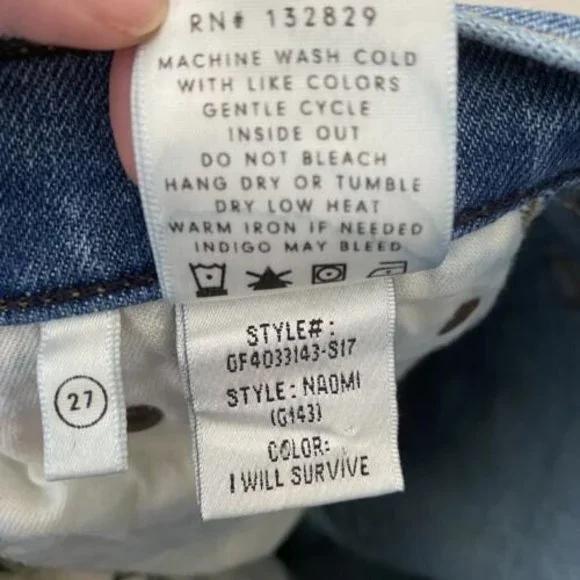 RN# 132829
MACHINE WASH COLD
WITH LIKE COLORS
GENTLE CYCLE
INSIDE OUT
DO NOT BLEACH
HANG DRY OR TUMBLE
DRY LOW HEAT
WARM IRON IF NEEDED
INDIGO MAY BLEED
STYLE#:
GF4033143-S17
STYLE: NAOMI
(G143)
COLOR:
I WILL SURVIVE
27